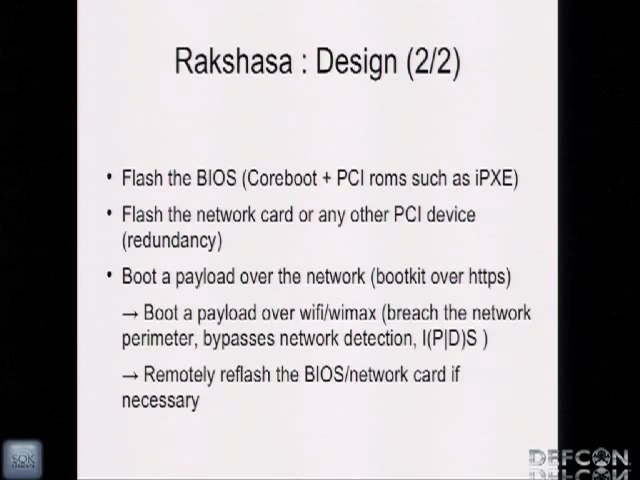 Rakshasa : Design (2/2)
• Flash the BIOS (Coreboot + PCI roms such as iPXE)
• Flash the network card or any other PCI device
(redundancy)
• Boot a payload over the network (bootkit over https)
→ Boot a payload over wifi/wimax (breach the network
perimeter, bypasses network detection, I(P|D)S )
→ Remotely reflash the BIOS/network card if
necessary
SOK
DEFCON